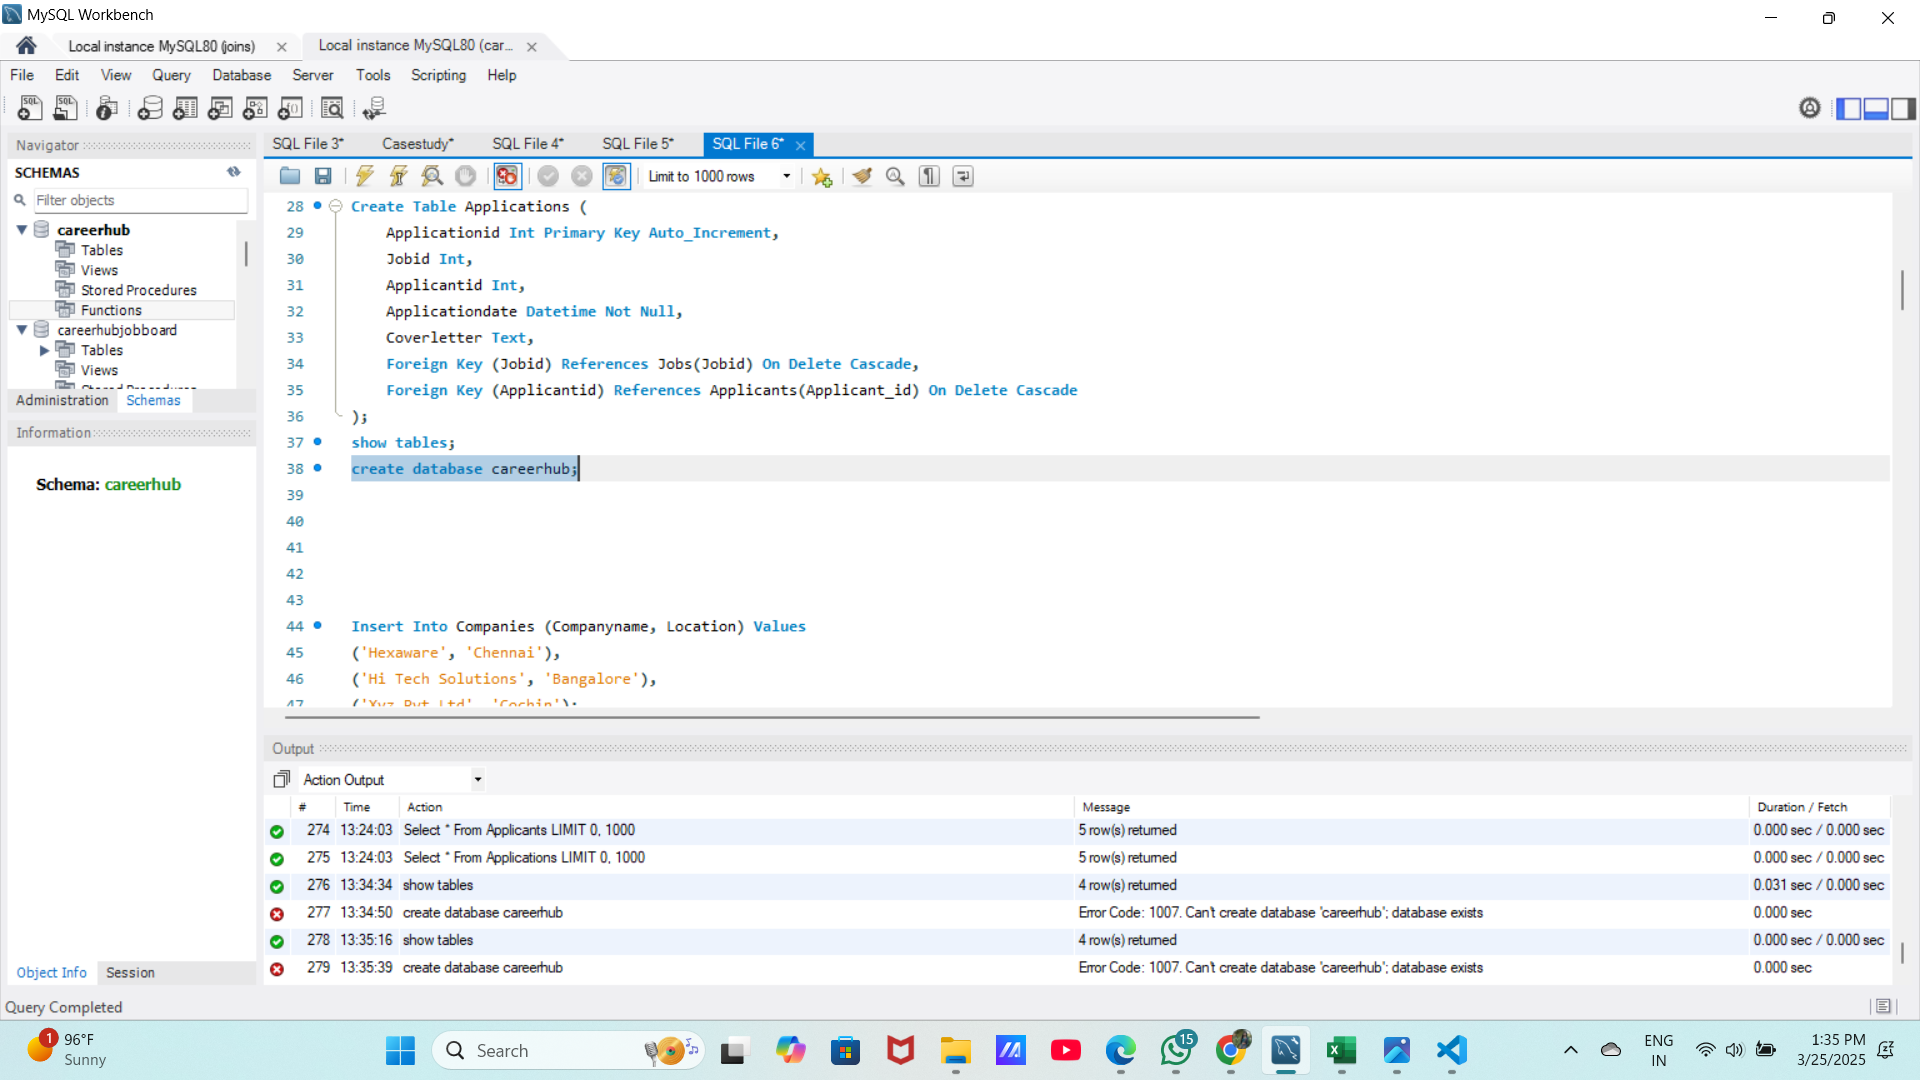 MySQL Workbench
Local instance MySQL80 (joins)
Local instance MySQL80 (car...
File Edit View Query Database Server Tools Scripting Help
Navigator
SCHEMAS
Filter objects
careerhub
Tables
Views
Stored Procedures
Functions
careerhubjobboard
Tables
Views
Stored Procedures
Administration Schemas
Information
Schema: careerhub
Object Info Session
Query Completed
SQL File 3* Casestudy* SQL File 4* SQL File 5* SQL File 6*
Limit to 1000 rows
28 Create Table Applications (
29 Applicationid Int Primary Key Auto_Increment,
30 Jobid Int,
31 Applicantid Int,
32 Applicationdate Datetime Not Null,
33 Coverletter Text,
34 Foreign Key (Jobid) References Jobs(Jobid) On Delete Cascade,
35 Foreign Key (Applicantid) References Applicants(Applicant_id) On Delete Cascade
36 );
37 show tables;
38 create database careerhub;
39
40
41
42
43
44 Insert Into Companies (Companyname, Location) Values
45 ('Hexaware', 'Chennai'),
46 ('Hi Tech Solutions', 'Bangalore'),
47 ('Xyz Pvt Ltd', 'Cochin');
Output
Action Output
# Time Action Message Duration / Fetch
274 13:24:03 Select * From Applicants LIMIT 0, 1000 5 row(s) returned 0.000 sec / 0.000 sec
275 13:24:03 Select * From Applications LIMIT 0, 1000 5 row(s) returned 0.000 sec / 0.000 sec
276 13:34:34 show tables 4 row(s) returned 0.031 sec / 0.000 sec
277 13:34:50 create database careerhub Error Code: 1007. Can't create database 'careerhub'; database exists 0.000 sec
278 13:35:16 show tables 4 row(s) returned 0.000 sec / 0.000 sec
279 13:35:39 create database careerhub Error Code: 1007. Can't create database 'careerhub'; database exists 0.000 sec
1
96°F
Sunny
Search
15
ENG
IN
1:35 PM
3/25/2025